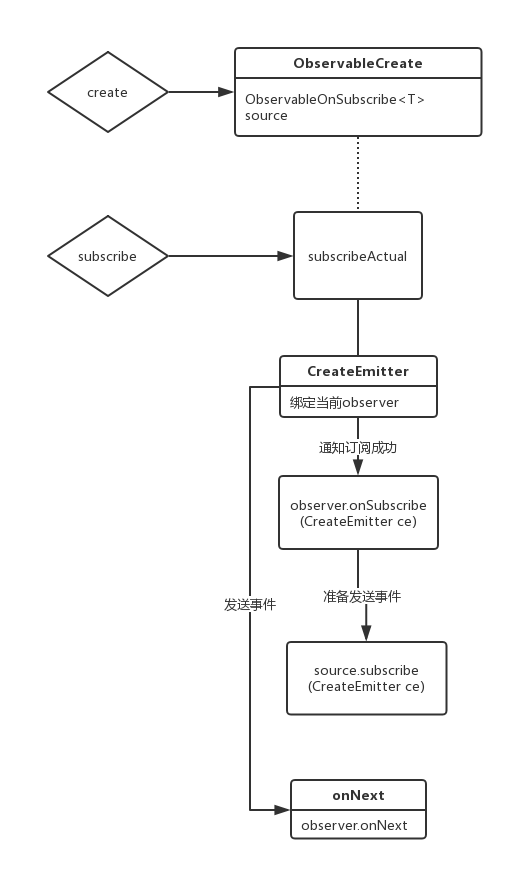 create
ObservableCreate
ObservableOnSubscribe<T>
source
subscribe
subscribeActual
CreateEmitter
绑定当前observer
通知订阅成功
observer.onSubscribe
(CreateEmitter ce)
发送事件
准备发送事件
source.subscribe
(CreateEmitter ce)
onNext
observer.onNext